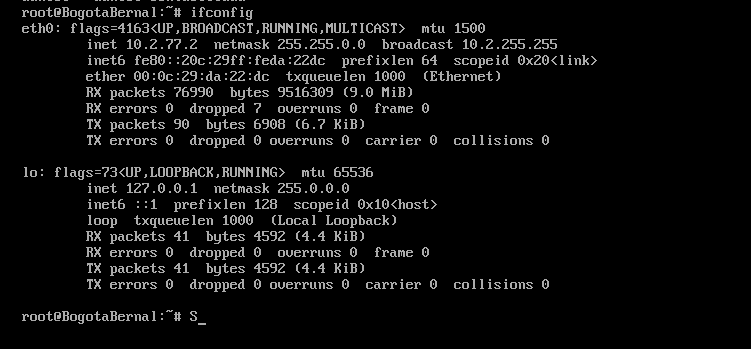 root@BogotaBernal:~# ifconfig
eth0: flags=4163<UP,BROADCAST,RUNNING,MULTICAST>  mtu 1500
        inet 10.2.77.2  netmask 255.255.0.0  broadcast 10.2.255.255
        inet6 fe80::20c:29ff:feda:22dc  prefixlen 64  scopeid 0x20<link>
        ether 00:0c:29:da:22:dc  txqueuelen 1000  (Ethernet)
        RX packets 76990  bytes 9516309 (9.0 MiB)
        RX errors 0  dropped 7  overruns 0  frame 0
        TX packets 90  bytes 6908 (6.7 KiB)
        TX errors 0  dropped 0 overruns 0  carrier 0  collisions 0

lo: flags=73<UP,LOOPBACK,RUNNING>  mtu 65536
        inet 127.0.0.1  netmask 255.0.0.0
        inet6 ::1  prefixlen 128  scopeid 0x10<host>
        loop  txqueuelen 1000  (Local Loopback)
        RX packets 41  bytes 4592 (4.4 KiB)
        RX errors 0  dropped 0  overruns 0  frame 0
        TX packets 41  bytes 4592 (4.4 KiB)
        TX errors 0  dropped 0 overruns 0  carrier 0  collisions 0

root@BogotaBernal:~# S_